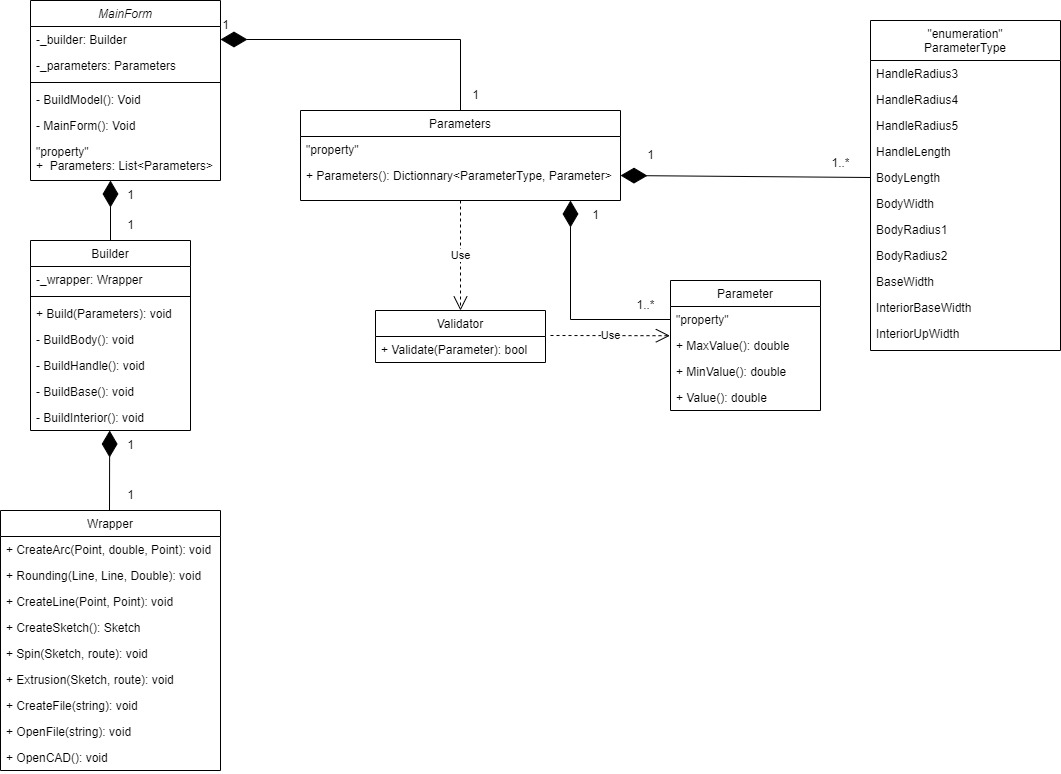 MainForm
-_builder: Builder
-_parameters: Parameters
- BuildModel(): Void
- MainForm(): Void
"property"
+ Parameters: List<Parameters>
1
1
1
1
Builder
-_wrapper: Wrapper
+ Build(Parameters): void
- BuildBody(): void
- BuildHandle(): void
- BuildBase(): void
- BuildInterior(): void
1
1
Wrapper
+ CreateArc(Point, double, Point): void
+ Rounding(Line, Line, Double): void
+ CreateLine(Point, Point): void
+ CreateSketch(): Sketch
+ Spin(Sketch, route): void
+ Extrusion(Sketch, route): void
+ CreateFile(string): void
+ OpenFile(string): void
+ OpenCAD(): void
Parameters
"property"
+ Parameters(): Dictionnary<ParameterType, Parameter>
1
1..*
1
1..*
Use
Validator
+ Validate(Parameter): bool
Use
Parameter
"property"
+ MaxValue(): double
+ MinValue(): double
+ Value(): double
"enumeration"
ParameterType
HandleRadius3
HandleRadius4
HandleRadius5
HandleLength
BodyLength
BodyWidth
BodyRadius1
BodyRadius2
BaseWidth
InteriorBaseWidth
InteriorUpWidth